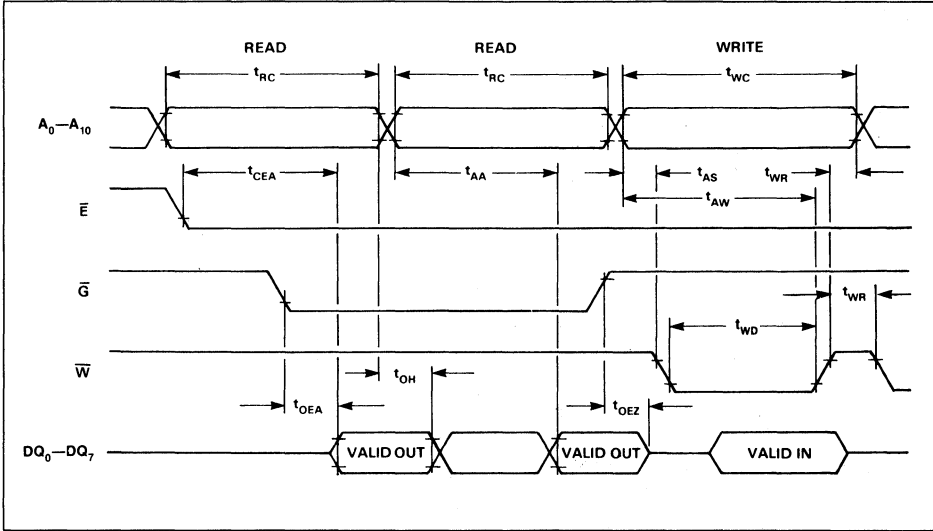 READ READ WRITE
tRC tRC tWC
A0—A10
tCEA tAA tAS tWR
tAW
E̅
G̅
tWR
tWD
W̅
tOH
tOEA tOEZ
DQ0—DQ7 VALID OUT VALID OUT VALID IN